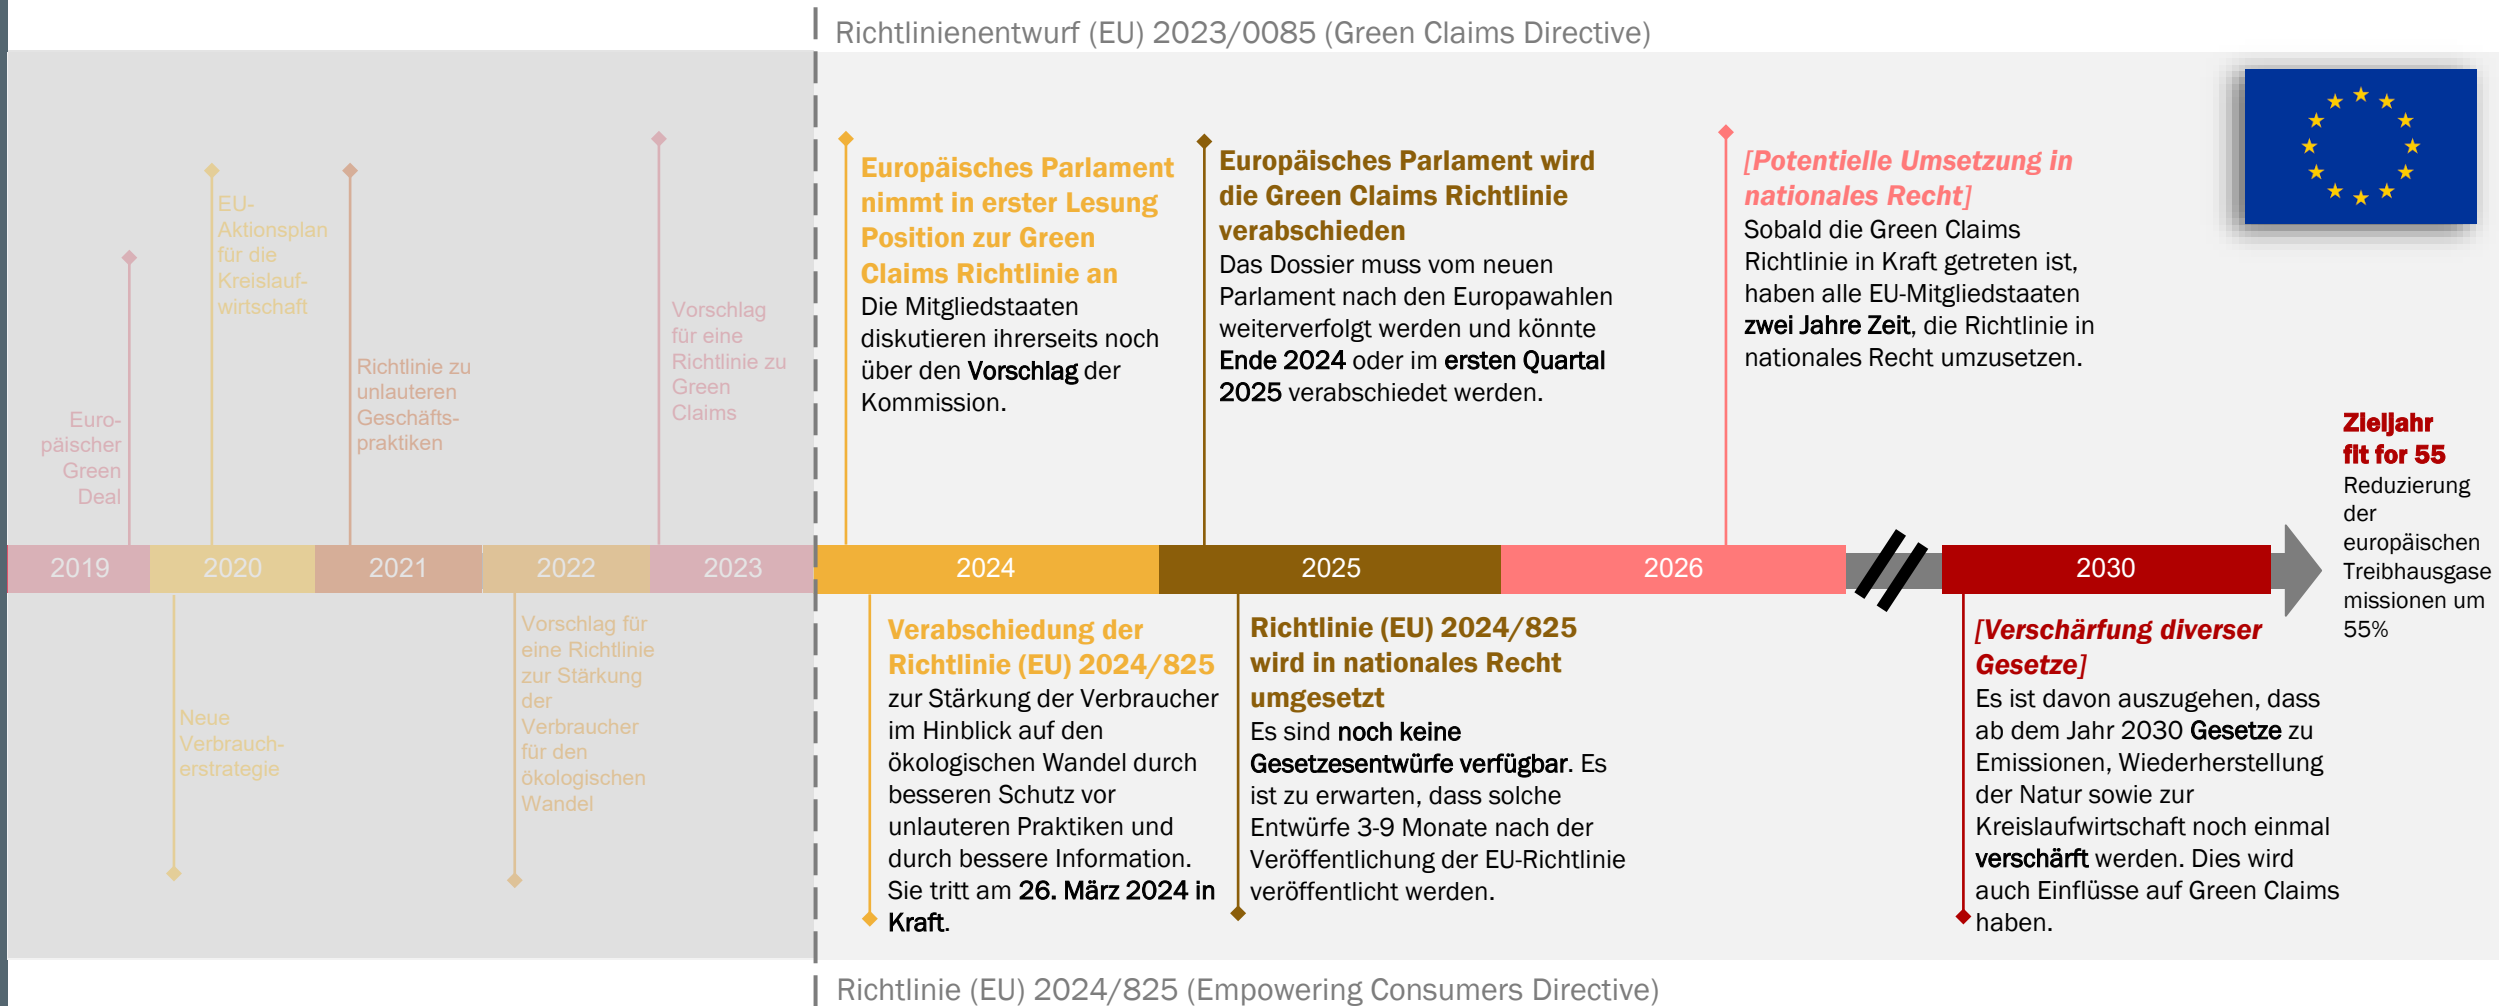 Richtlinienentwurf (EU) 2023/0085 (Green Claims Directive)
Euro-
päischer
Green
Deal
EU-
Aktionsplan
für die
Kreislauf-
wirtschaft
Richtlinie zu
unlauteren
Geschäfts-
praktiken
Vorschlag
für eine
Richtlinie zu
Green
Claims
Europäisches Parlament
nimmt in erster Lesung
Position zur Green
Claims Richtlinie an
Die Mitgliedstaaten
diskutieren ihrerseits noch
über den Vorschlag der
Kommission.
Europäisches Parlament wird
die Green Claims Richtlinie
verabschieden
Das Dossier muss vom neuen
Parlament nach den Europawahlen
weiterverfolgt werden und könnte
Ende 2024 oder im ersten Quartal
2025 verabschiedet werden.
[Potentielle Umsetzung in
nationales Recht]
Sobald die Green Claims
Richtlinie in Kraft getreten ist,
haben alle EU-Mitgliedstaaten
zwei Jahre Zeit, die Richtlinie in
nationales Recht umzusetzen.
Zieljahr
fit for 55
Reduzierung
der
europäischen
Treibhausgase
missionen um
55%
2019 2020 2021 2022 2023 2024 2025 2026 2030
Neue
Verbrauch-
erstrategie
Vorschlag für
eine Richtlinie
zur Stärkung
der
Verbraucher
für den
ökologischen
Wandel
Verabschiedung der
Richtlinie (EU) 2024/825
zur Stärkung der Verbraucher
im Hinblick auf den
ökologischen Wandel durch
besseren Schutz vor
unlauteren Praktiken und
durch bessere Information.
Sie tritt am 26. März 2024 in
Kraft.
Richtlinie (EU) 2024/825
wird in nationales Recht
umgesetzt
Es sind noch keine
Gesetzesentwürfe verfügbar. Es
ist zu erwarten, dass solche
Entwürfe 3-9 Monate nach der
Veröffentlichung der EU-Richtlinie
veröffentlicht werden.
[Verschärfung diverser
Gesetze]
Es ist davon auszugehen, dass
ab dem Jahr 2030 Gesetze zu
Emissionen, Wiederherstellung
der Natur sowie zur
Kreislaufwirtschaft noch einmal
verschärft werden. Dies wird
auch Einflüsse auf Green Claims
haben.
Richtlinie (EU) 2024/825 (Empowering Consumers Directive)